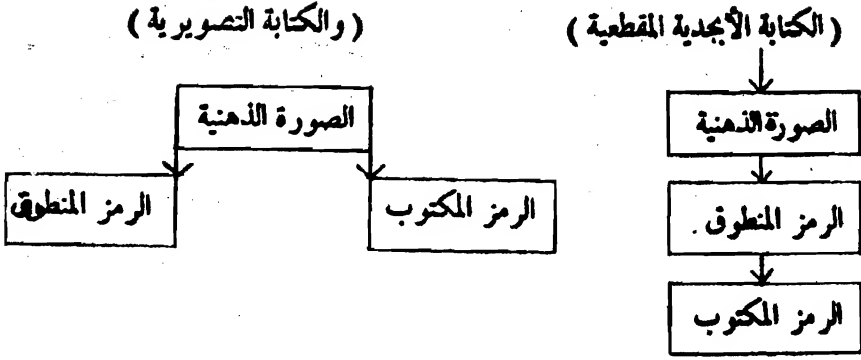 ( الكتابة الأبجدية المقطعية )
( والكتابة التصويرية )
الصورة الذهنية
الرمز المنطوق .
الرمز المكتوب
الصورة الذهنية
الرمز المكتوب
الرمز المنطوق